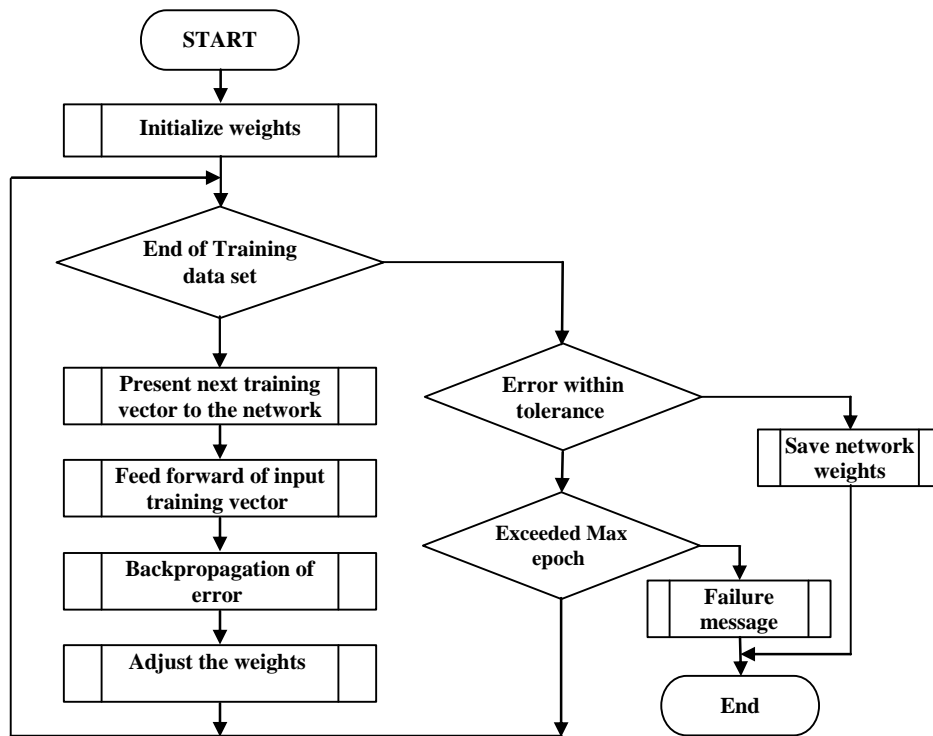 START
Initialize weights
End of Training
data set
Present next training
vector to the network
Feed forward of input
training vector
Backpropagation of
error
Adjust the weights
Error within
tolerance
Save network
weights
Exceeded Max
epoch
Failure
message
End